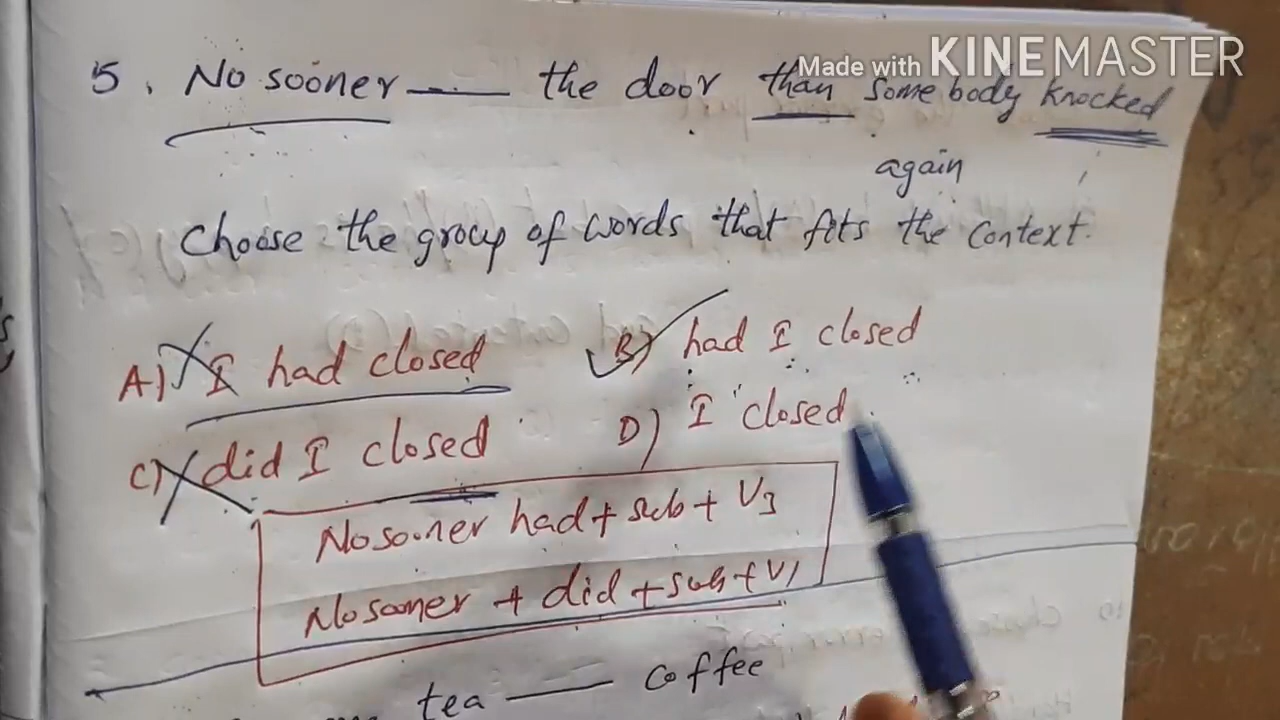 Made with KINEMASTER
5. No sooner ____ the door than somebody knocked
again
Choose the group of words that fits the context.
A) I had closed B) had I closed
C) did I closed D) I closed
No sooner had + sub + V3
No sooner + did + sub + V1
tea ____ coffee